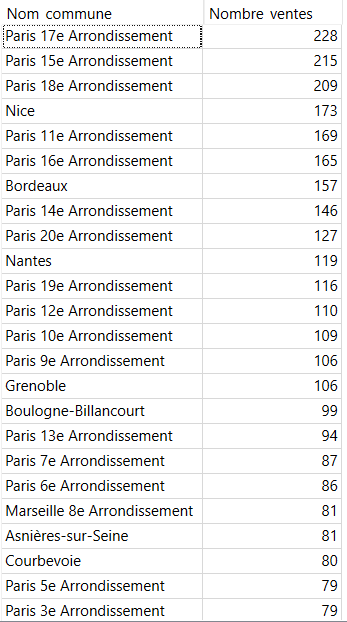 Nom commune Nombre ventes
Paris 17e Arrondissement 228
Paris 15e Arrondissement 215
Paris 18e Arrondissement 209
Nice 173
Paris 11e Arrondissement 169
Paris 16e Arrondissement 165
Bordeaux 157
Paris 14e Arrondissement 146
Paris 20e Arrondissement 127
Nantes 119
Paris 19e Arrondissement 116
Paris 12e Arrondissement 110
Paris 10e Arrondissement 109
Paris 9e Arrondissement 106
Grenoble 106
Boulogne-Billancourt 99
Paris 13e Arrondissement 94
Paris 7e Arrondissement 87
Paris 6e Arrondissement 86
Marseille 8e Arrondissement 81
Asnières-sur-Seine 81
Courbevoie 80
Paris 5e Arrondissement 79
Paris 3e Arrondissement 79